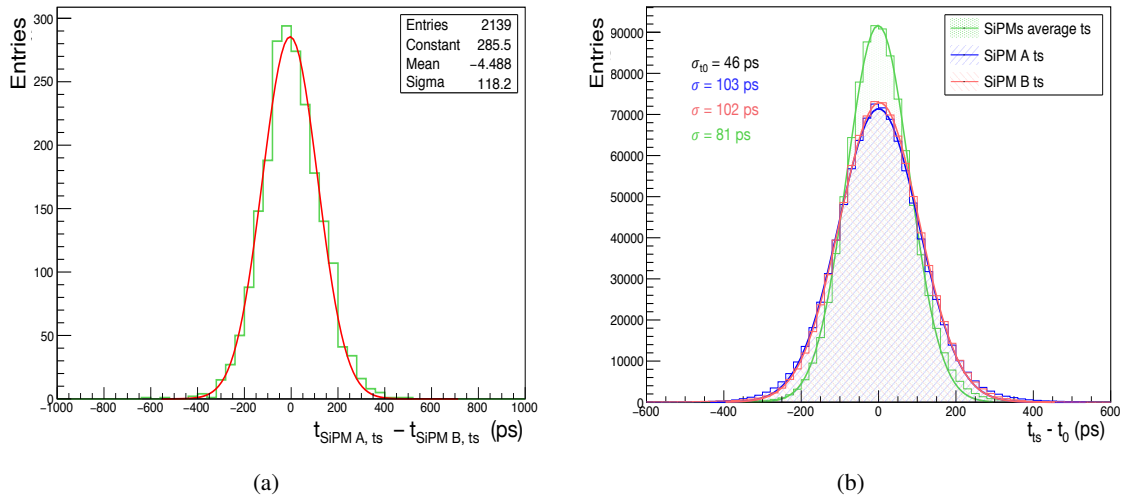 Entries
300
250
200
150
100
50
0
−1000 −800 −600 −400 −200 0 200 400 600 800 1000
t_SiPM A, ts − t_SiPM B, ts (ps)
Entries 2139
Constant 285.5
Mean −4.488
Sigma 118.2
(a)
Entries
90000
80000
70000
60000
50000
40000
30000
20000
10000
0
−600 −400 −200 0 200 400 600
t_ts - t_0 (ps)
σ_t0 = 46 ps
σ = 103 ps
σ = 102 ps
σ = 81 ps
SiPMs average ts
SiPM A ts
SiPM B ts
(b)